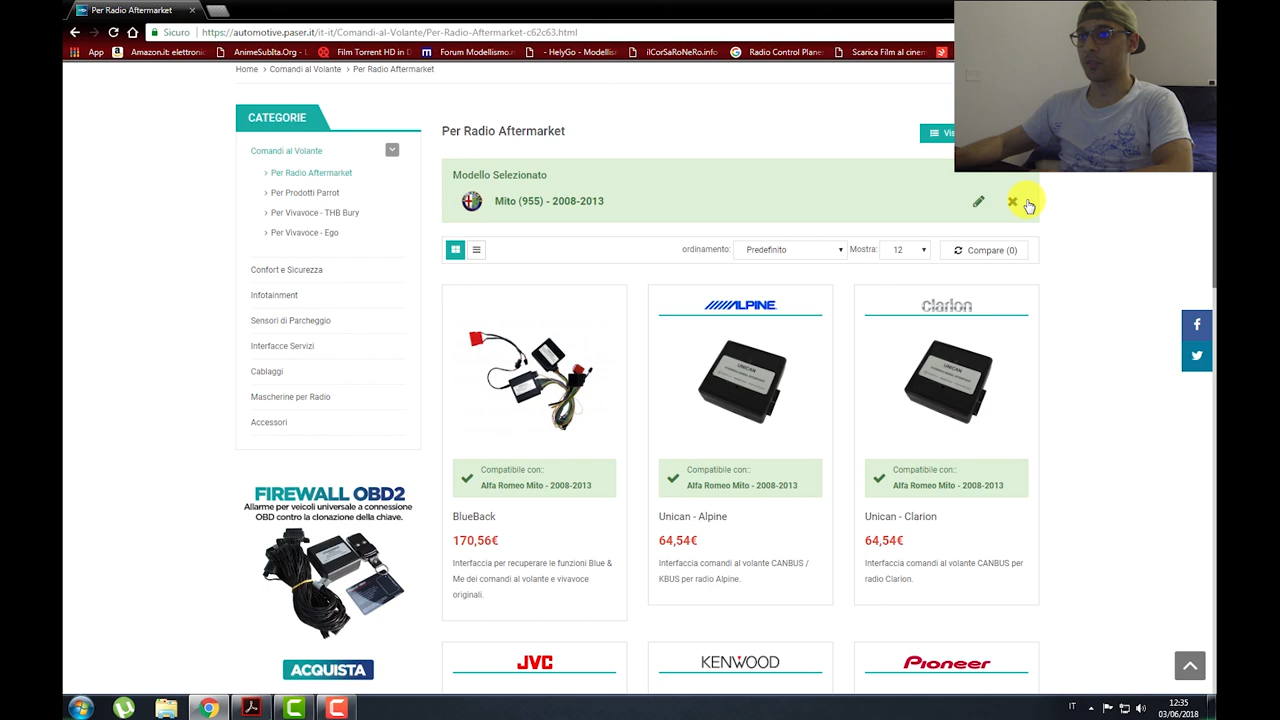 Per Radio Aftermarket
Sicuro
https://automotive.paser.it/it-it/Comandi-al-Volante/Per-Radio-Aftermarket-c62c63.html
App
Amazon.it: elettronic
AnimeSubIta.Org -
Film Torrent HD in D
Forum Modellismo.n
- HelyGo - Modellis
ilCorSaRoNeRo.info
Radio Control Planes
Scarica Film al cinem
Home > Comandi al Volante > Per Radio Aftermarket
CATEGORIE
Comandi al Volante
> Per Radio Aftermarket
> Per Prodotti Parrot
> Per Vivavoce - THB Bury
> Per Vivavoce - Ego
Confort e Sicurezza
Infotainment
Sensori di Parcheggio
Interfacce Servizi
Cablaggi
Mascherine per Radio
Accessori
FIREWALL OBD2
Allarme per veicoli universale a connessione
OBD contro la clonazione della chiave.
ACQUISTA
Per Radio Aftermarket
Vis
Modello Selezionato
Mito (955) - 2008-2013
ordinamento:
Predefinito
Mostra:
12
Compare (0)
Compatibile con::
Alfa Romeo Mito - 2008-2013
BlueBack
170,56€
Interfaccia per recuperare le funzioni Blue &
Me dei comandi al volante e vivavoce
originali.
ALPINE
UNICAN
Compatibile con::
Alfa Romeo Mito - 2008-2013
Unican - Alpine
64,54€
Interfaccia comandi al volante CANBUS /
KBUS per radio Alpine.
clarion
UNICAN
Compatibile con::
Alfa Romeo Mito - 2008-2013
Unican - Clarion
64,54€
Interfaccia comandi al volante CANBUS per
radio Clarion.
JVC
KENWOOD
Pioneer
IT
12:35
03/06/2018